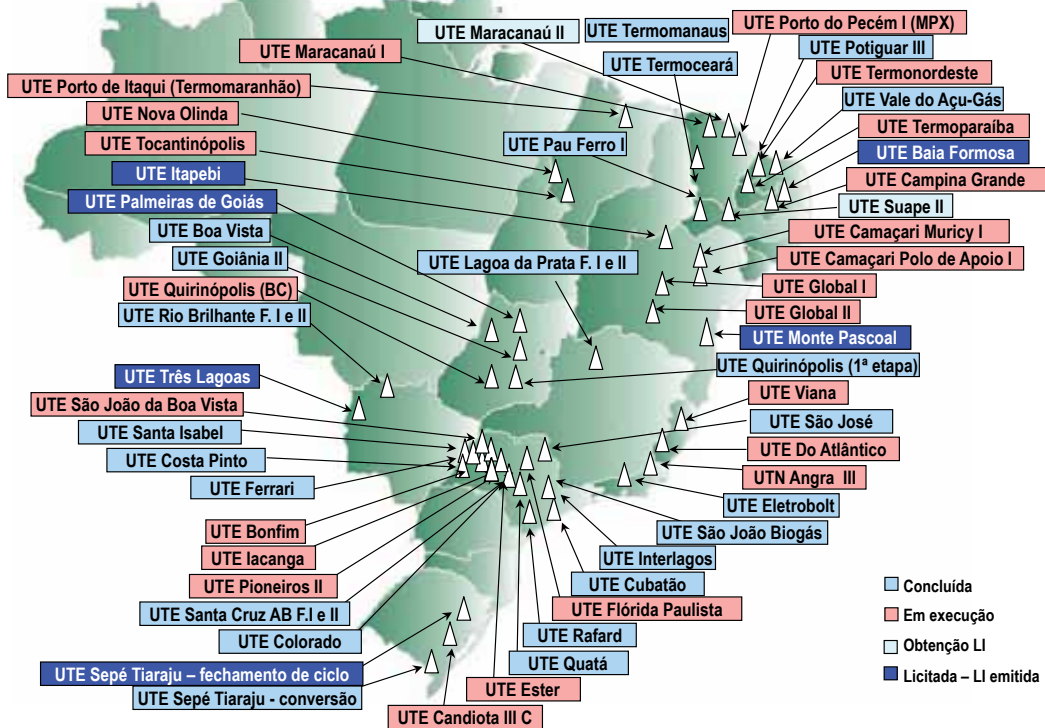 UTE Porto do Pecém I (MPX)
UTE Maracanaú II
UTE Termomanaus
UTE Maracanaú I
UTE Potiguar III
UTE Termoceará
UTE Termonordeste
UTE Porto de Itaqui (Termomaranhão)
UTE Vale do Açu-Gás
UTE Nova Olinda
UTE Termoparaíba
UTE Tocantinópolis
UTE Pau Ferro I
UTE Baia Formosa
UTE Itapebi
UTE Campina Grande
UTE Palmeiras de Goiás
UTE Suape II
UTE Boa Vista
UTE Camaçari Muricy I
UTE Goiânia II
UTE Lagoa da Prata F. I e II
UTE Camaçari Polo de Apoio I
UTE Quirinópolis (BC)
UTE Global I
UTE Rio Brilhante F. I e II
UTE Global II
UTE Monte Pascoal
UTE Três Lagoas
UTE Quirinópolis (1ª etapa)
UTE São João da Boa Vista
UTE Viana
UTE Santa Isabel
UTE São José
UTE Costa Pinto
UTE Do Atlântico
UTE Ferrari
UTN Angra III
UTE Eletrobolt
UTE Bonfim
UTE São João Biogás
UTE Iacanga
UTE Interlagos
UTE Pioneiros II
UTE Cubatão
UTE Santa Cruz AB F.I e II
UTE Flórida Paulista
UTE Colorado
UTE Rafard
UTE Sepé Tiaraju – fechamento de ciclo
UTE Quatá
UTE Sepé Tiaraju - conversão
UTE Ester
UTE Candiota III C
Concluída
Em execução
Obtenção LI
Licitada – LI emitida